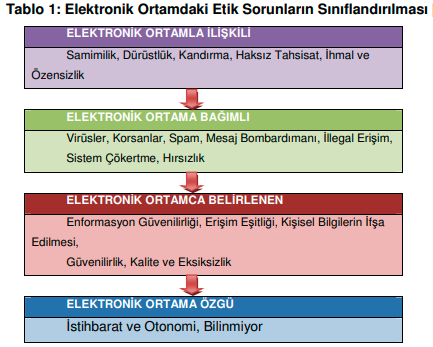 Tablo 1: Elektronik Ortamdaki Etik Sorunların Sınıflandırılması
ELEKTRONİK ORTAMLA İLİŞKİLİ
Samimilik, Dürüstlük, Kandırma, Haksız Tahsisat, İhmal ve
Özensizlik
ELEKTRONİK ORTAMA BAĞIMLI
Virüsler, Korsanlar, Spam, Mesaj Bombardımanı, İllegal Erişim,
Sistem Çökertme, Hırsızlık
ELEKTRONİK ORTAMCA BELİRLENEN
Enformasyon Güvenilirliği, Erişim Eşitliği, Kişisel Bilgilerin İfşa
Edilmesi,
Güvenilirlik, Kalite ve Eksiksizlik
ELEKTRONİK ORTAMA ÖZGÜ
İstihbarat ve Otonomi, Bilinmiyor